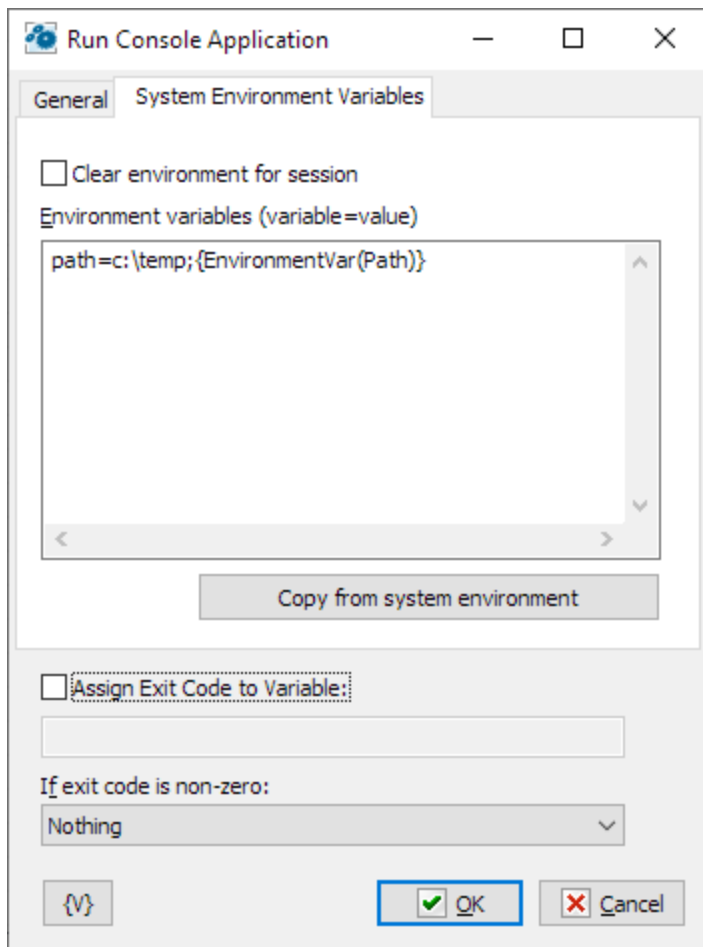 Run Console Application
General
System Environment Variables
Clear environment for session
Environment variables (variable=value)
path=c:\temp;{EnvironmentVar(Path)}
Copy from system environment
Assign Exit Code to Variable:
If exit code is non-zero:
Nothing
{V}
OK
Cancel